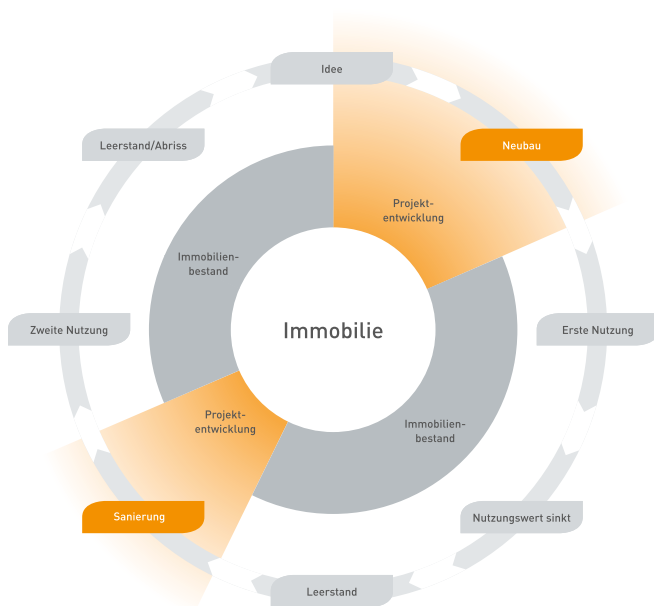 Idee
Leerstand/Abriss
Neubau
Projekt-
entwicklung
Immobilien-
bestand
Zweite Nutzung
Immobilie
Erste Nutzung
Projekt-
entwicklung
Immobilien-
bestand
Sanierung
Nutzungswert sinkt
Leerstand